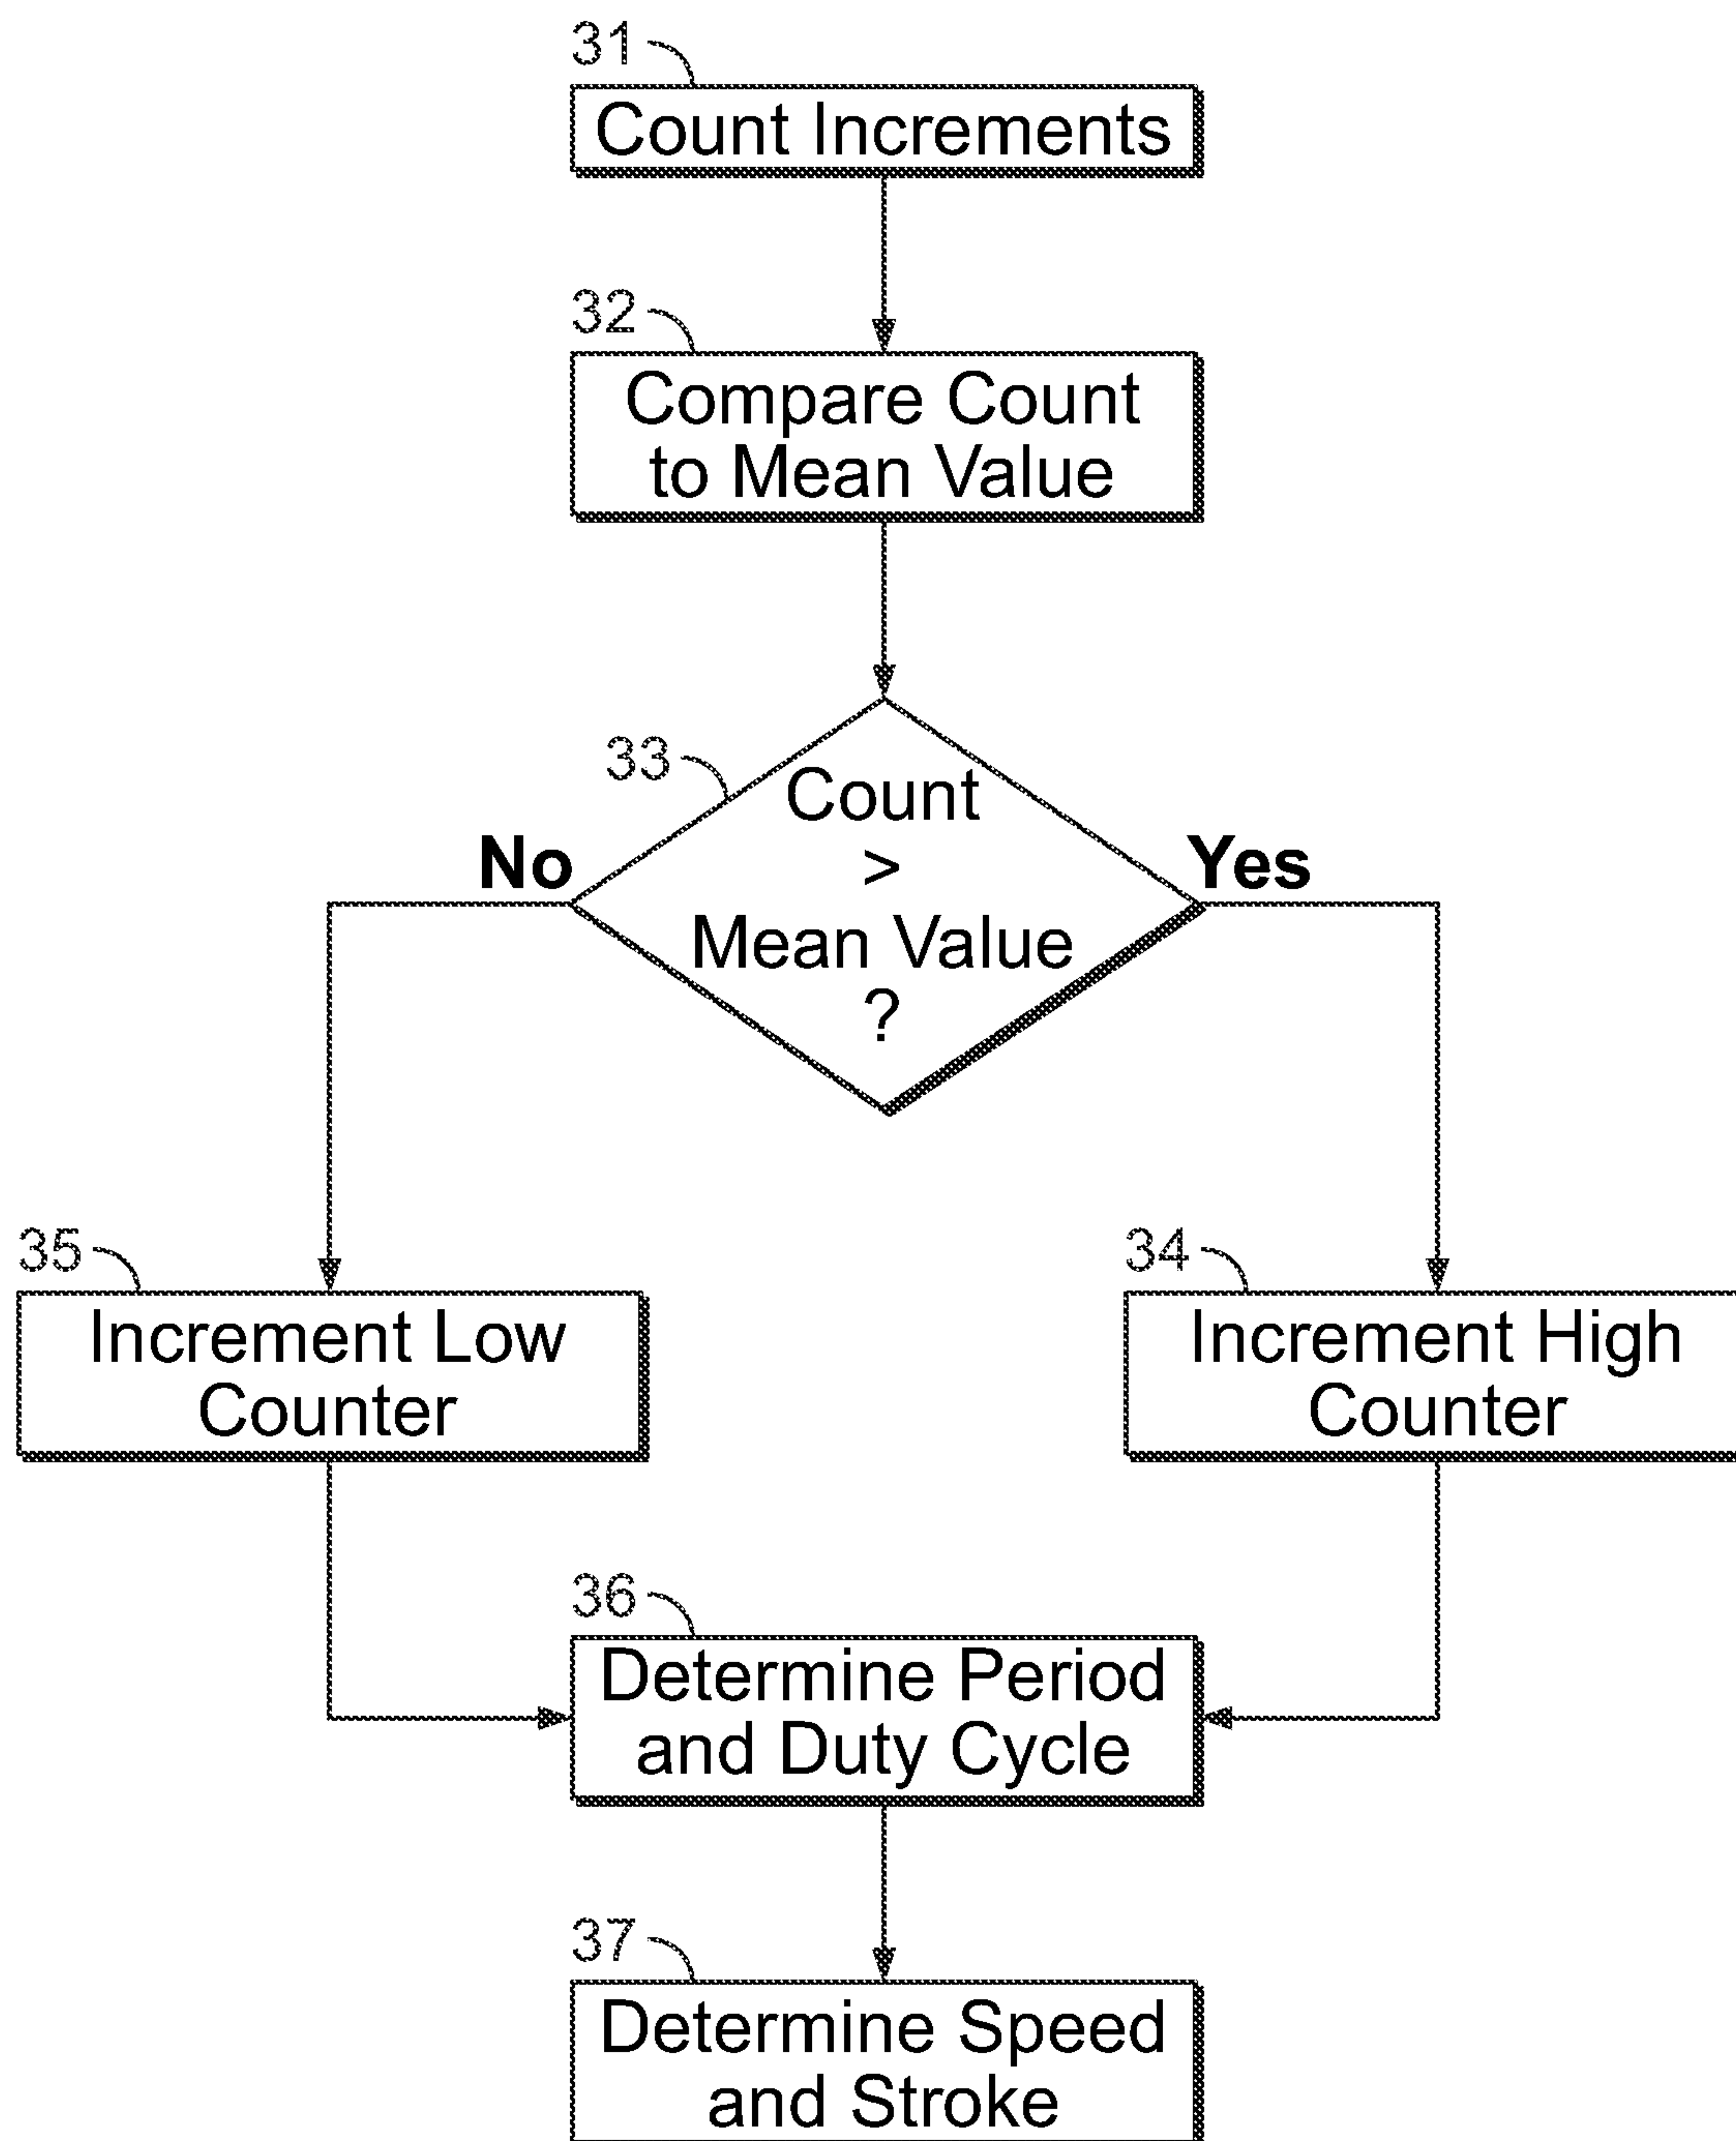 31
Count Increments
32
Compare Count
to Mean Value
33
Count
>
Mean Value
?
No
Yes
35
Increment Low
Counter
34
Increment High
Counter
36
Determine Period
and Duty Cycle
37
Determine Speed
and Stroke